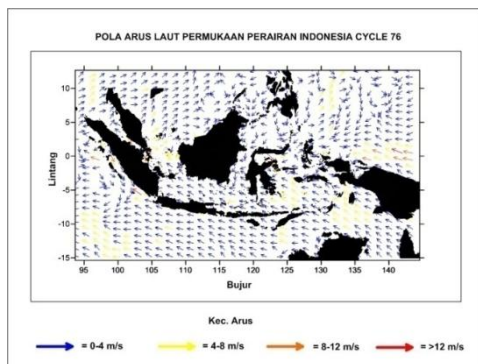 POLA ARUS LAUT PERMUKAAN PERAIRAN INDONESIA CYCLE 76
10
5
0
-5
-10
-15
Lintang
95 100 105 110 115 120 125 130 135 140
Bujur
Kec. Arus
= 0-4 m/s = 4-8 m/s = 8-12 m/s = >12 m/s